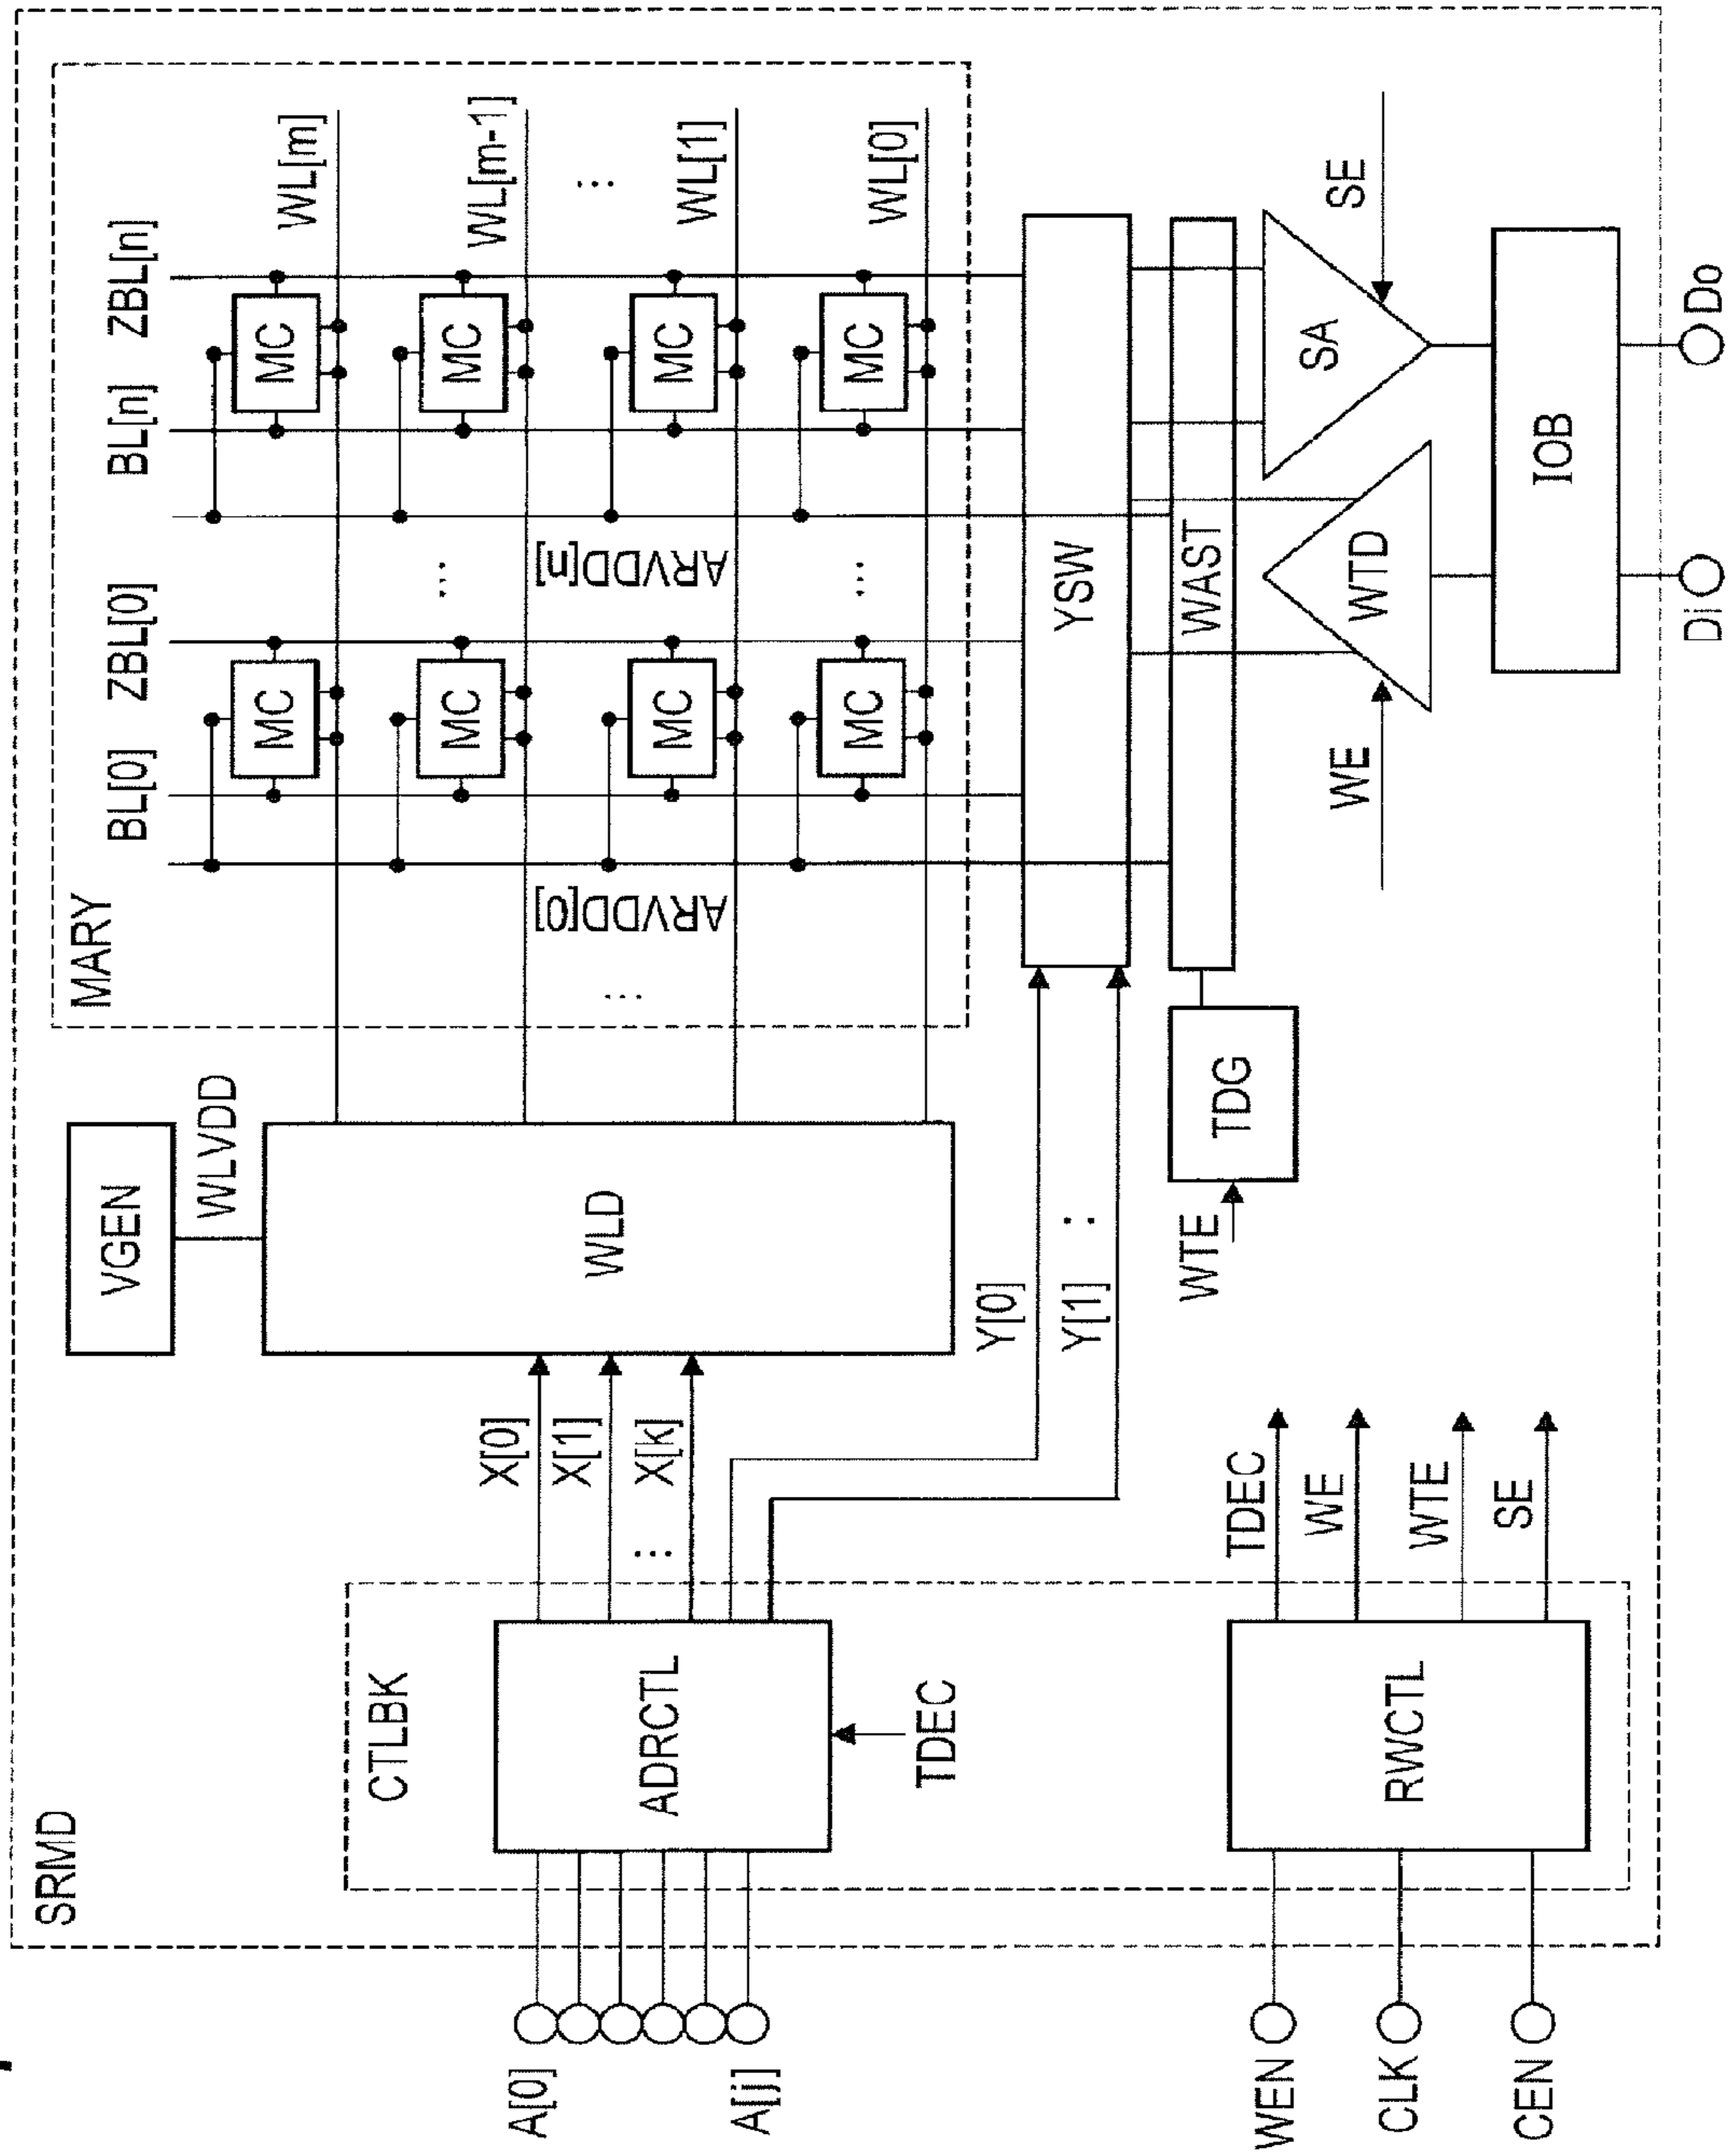 SRMD
MARY
BL[0] ZBL[0] BL[n] ZBL[n]
VGEN
WLVDD
WLD
MC MC WL[m]
MC MC WL[m-1]
... ... ...
MC MC WL[1]
MC MC WL[0]
...
ARVDD[0] ARVDD[n]
...
CTLBK
A[0]
A[j]
ADRCTL
TDEC
X[0]
X[1]
... X[k]
Y[0]
Y[1] ..
YSW
WAST
WTE
TDG
WE
WTD
SA
SE
IOB
Di
Do
WEN
CLK
CEN
RWCTL
TDEC
WE
WTE
SE